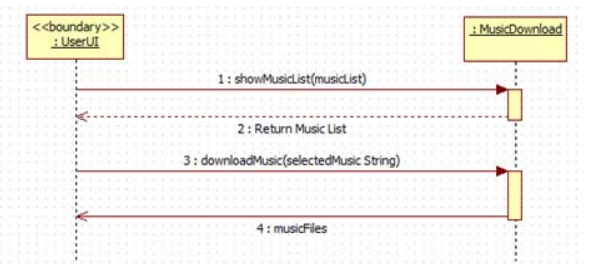 <<boundary>>
: UserUI
: MusicDownload
1 : showMusicList(musicList)
2 : Return Music List
3 : downloadMusic(selectedMusic String)
4 : musicFiles